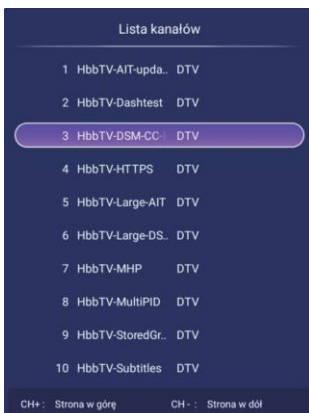 Lista kanałów
1 HbbTV-AIT-upda.. DTV
2 HbbTV-Dashtest DTV
3 HbbTV-DSM-CC- DTV
4 HbbTV-HTTPS DTV
5 HbbTV-Large-AIT DTV
6 HbbTV-Large-DS.. DTV
7 HbbTV-MHP DTV
8 HbbTV-MultiPID DTV
9 HbbTV-StoredGr.. DTV
10 HbbTV-Subtitles DTV
CH+ : Strona w górę CH - : Strona w dół